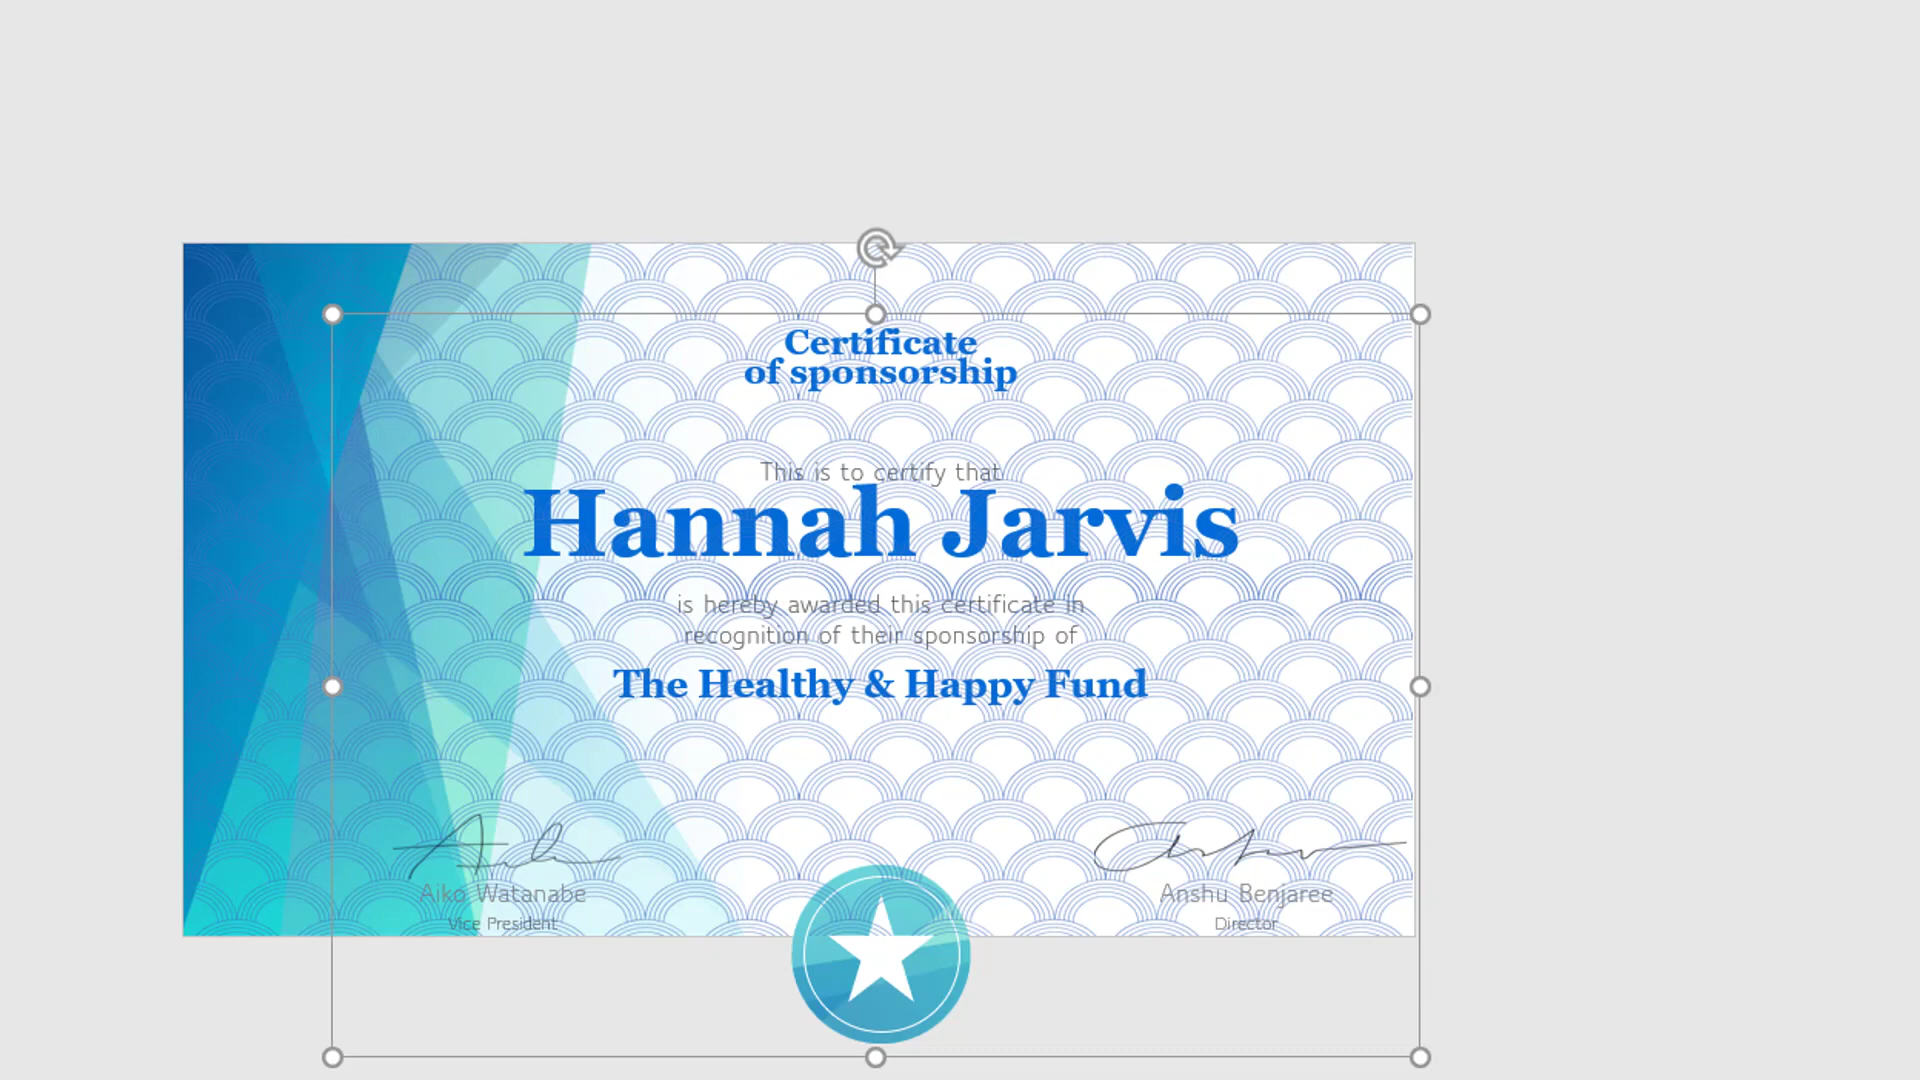 Certificate
of sponsorship
This is to certify that
Hannah Jarvis
is hereby awarded this certificate in
recognition of their sponsorship of
The Healthy & Happy Fund
Aiko Watanabe
Vice President
Anshu Benjaree
Director